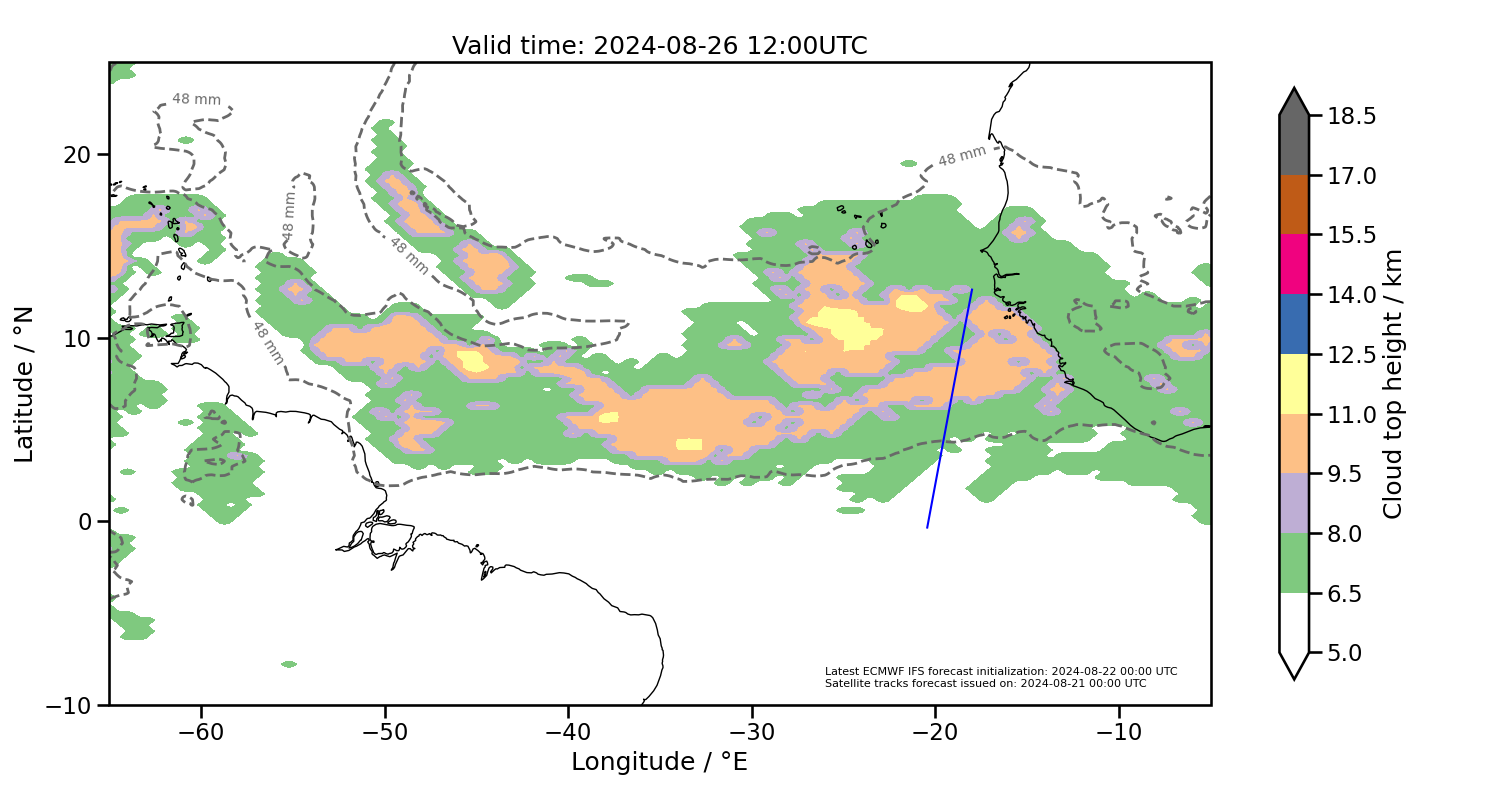 Valid time: 2024-08-26 12:00UTC
48 mm
48 mm
48 mm
48 mm
48 mm
20
10
0
−10
Latitude / °N
−60
−50
−40
−30
−20
−10
Longitude / °E
Latest ECMWF IFS forecast initialization: 2024-08-22 00:00 UTC
Satellite tracks forecast issued on: 2024-08-21 00:00 UTC
18.5
17.0
15.5
14.0
12.5
11.0
9.5
8.0
6.5
5.0
Cloud top height / km